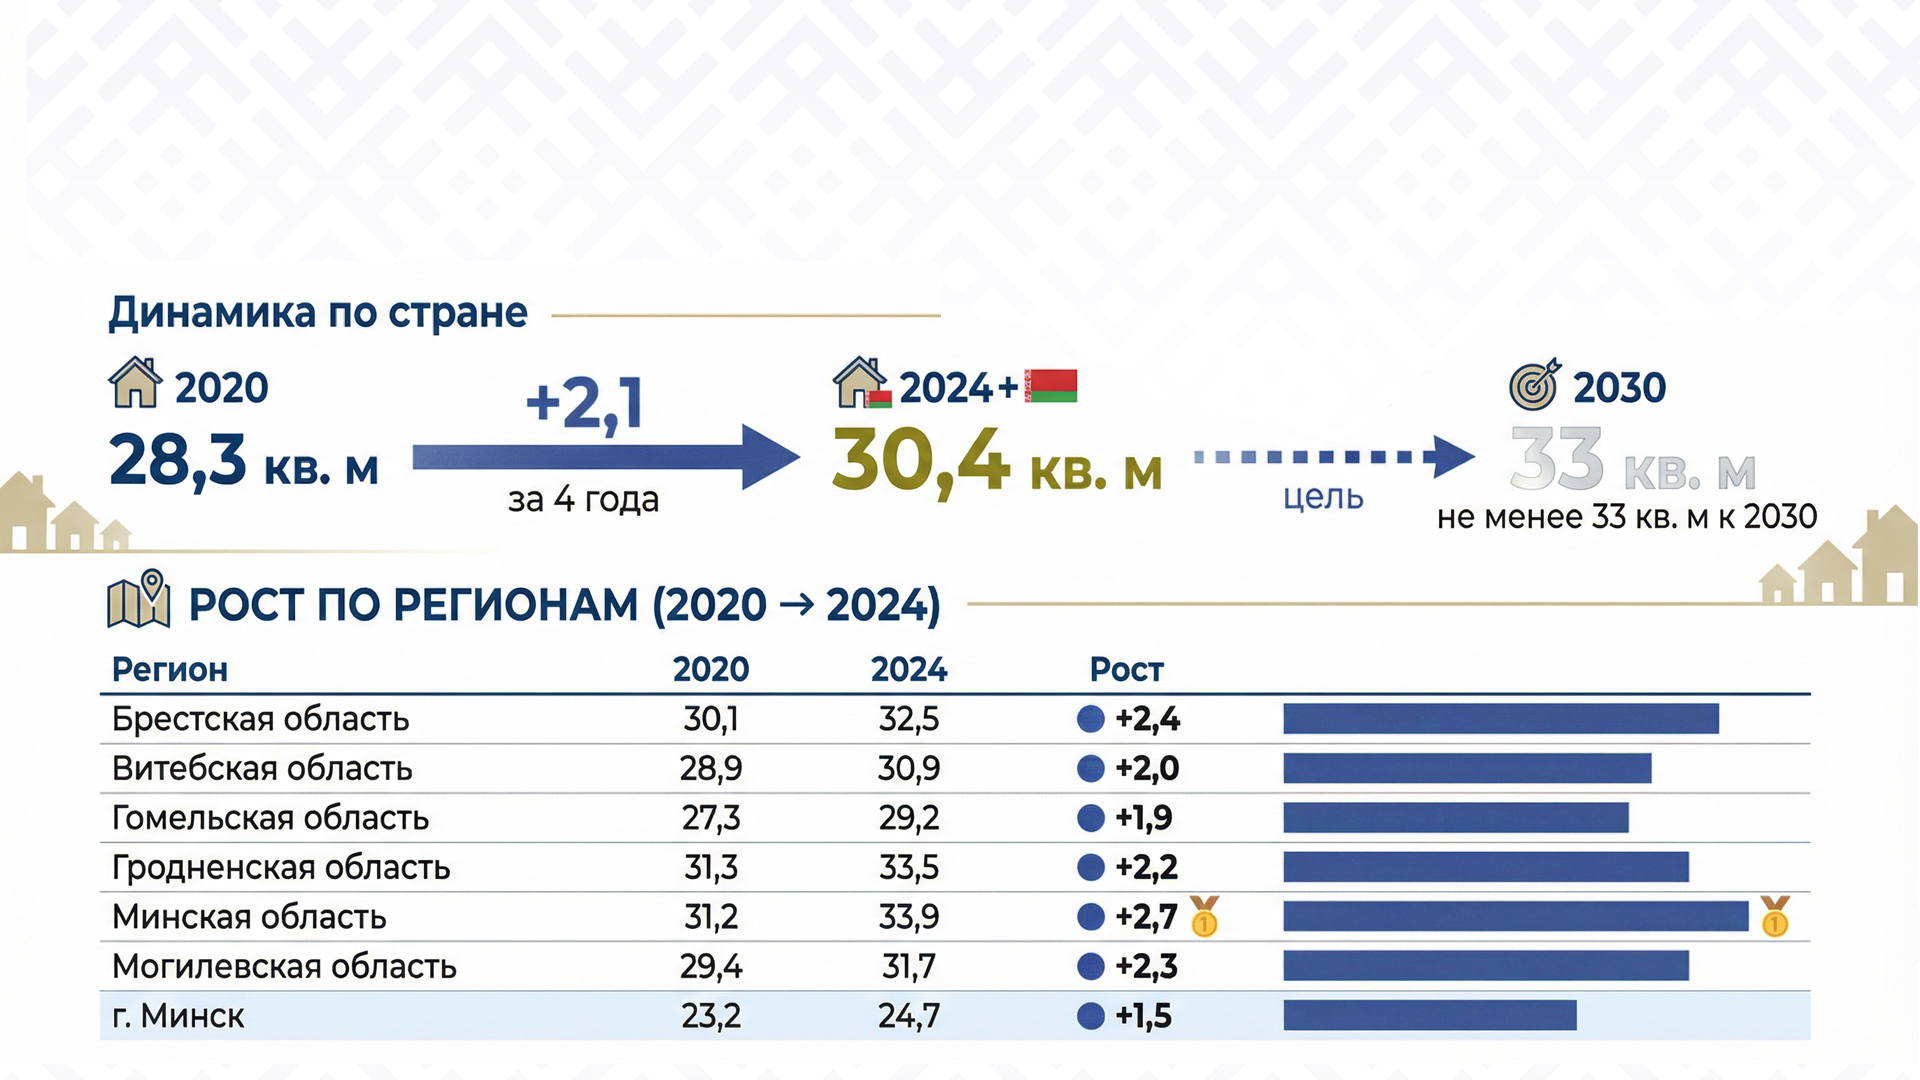 Динамика по стране
2020
28,3 кв. м
+2,1
за 4 года
2024+
30,4 кв. м
цель
2030
33 кв. м
не менее 33 кв. м к 2030
РОСТ ПО РЕГИОНАМ (2020 → 2024)
Регион 2020 2024 Рост
Брестская область 30,1 32,5 +2,4
Витебская область 28,9 30,9 +2,0
Гомельская область 27,3 29,2 +1,9
Гродненская область 31,3 33,5 +2,2
Минская область 31,2 33,9 +2,7 1 1
Могилевская область 29,4 31,7 +2,3
г. Минск 23,2 24,7 +1,5